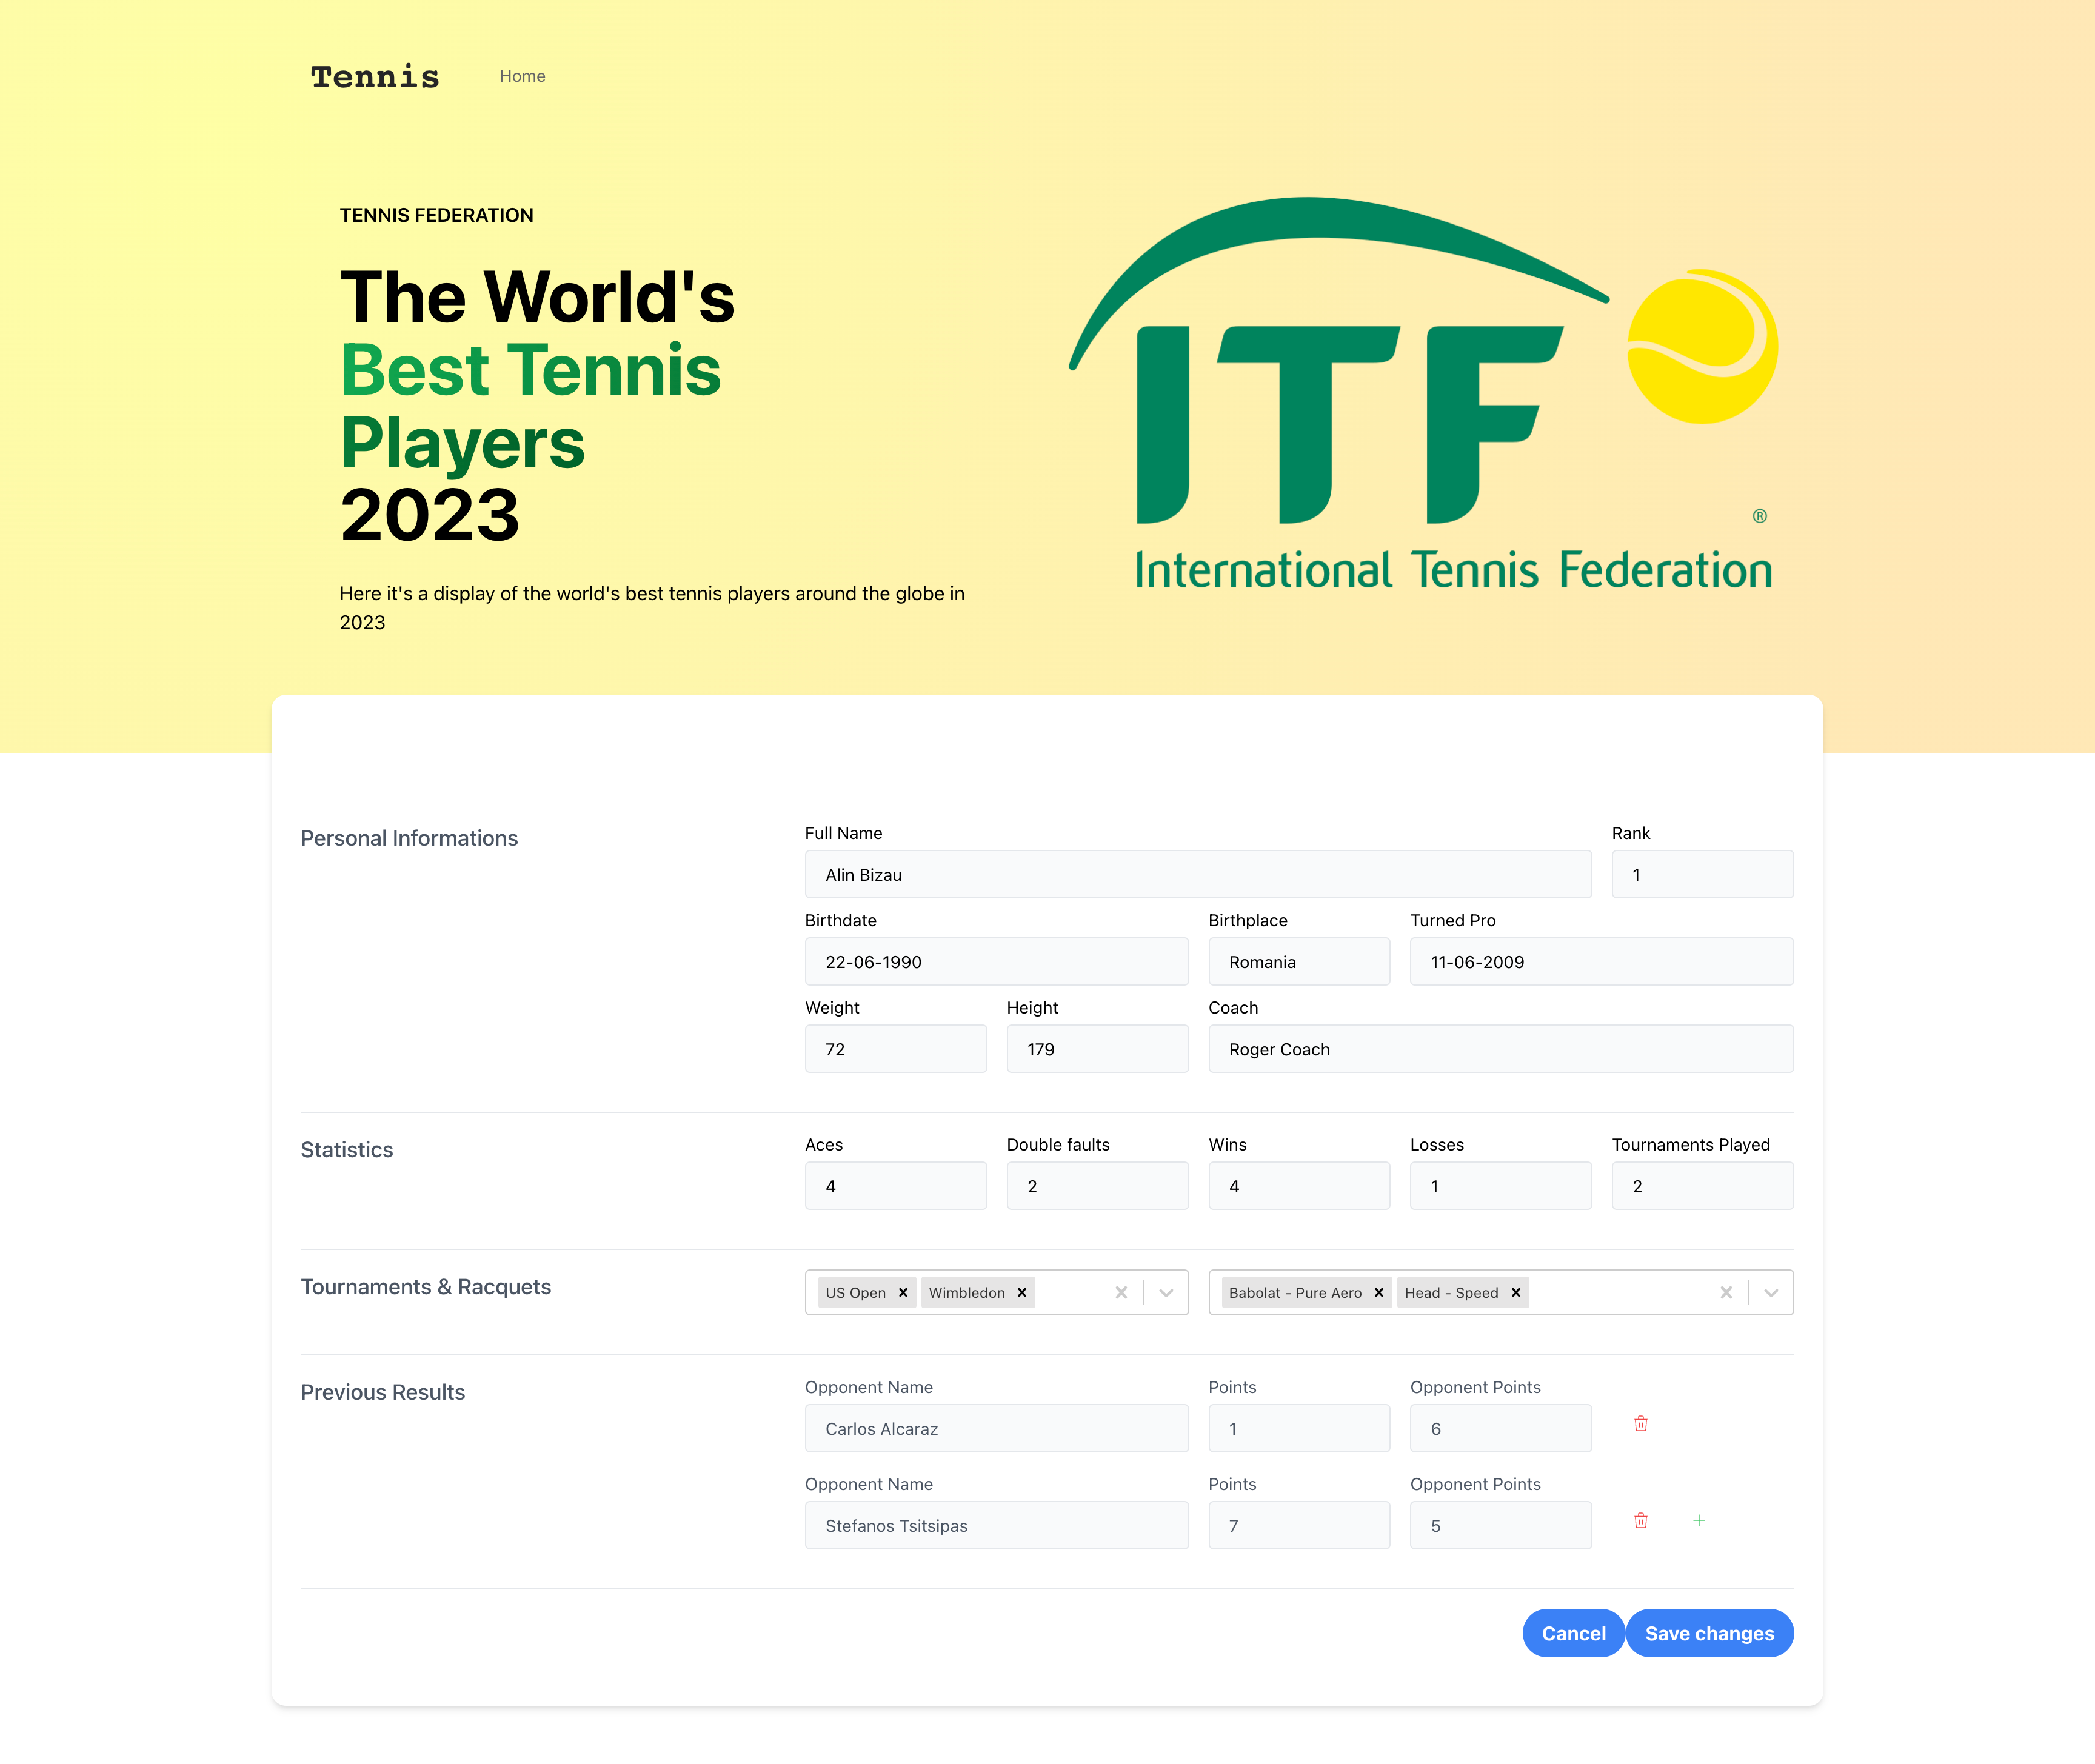 Tennis
Home
TENNIS FEDERATION
The World's
Best Tennis
Players
2023
Here it's a display of the world's best tennis players around the globe in
2023
ITF
®
International Tennis Federation
Personal Informations
Full Name
Rank
Alin Bizau
1
Birthdate
Birthplace
Turned Pro
22-06-1990
Romania
11-06-2009
Weight
Height
Coach
72
179
Roger Coach
Statistics
Aces
Double faults
Wins
Losses
Tournaments Played
4
2
4
1
2
Tournaments & Racquets
US Open
Wimbledon
Babolat - Pure Aero
Head - Speed
Previous Results
Opponent Name
Points
Opponent Points
Carlos Alcaraz
1
6
Opponent Name
Points
Opponent Points
Stefanos Tsitsipas
7
5
Cancel
Save changes